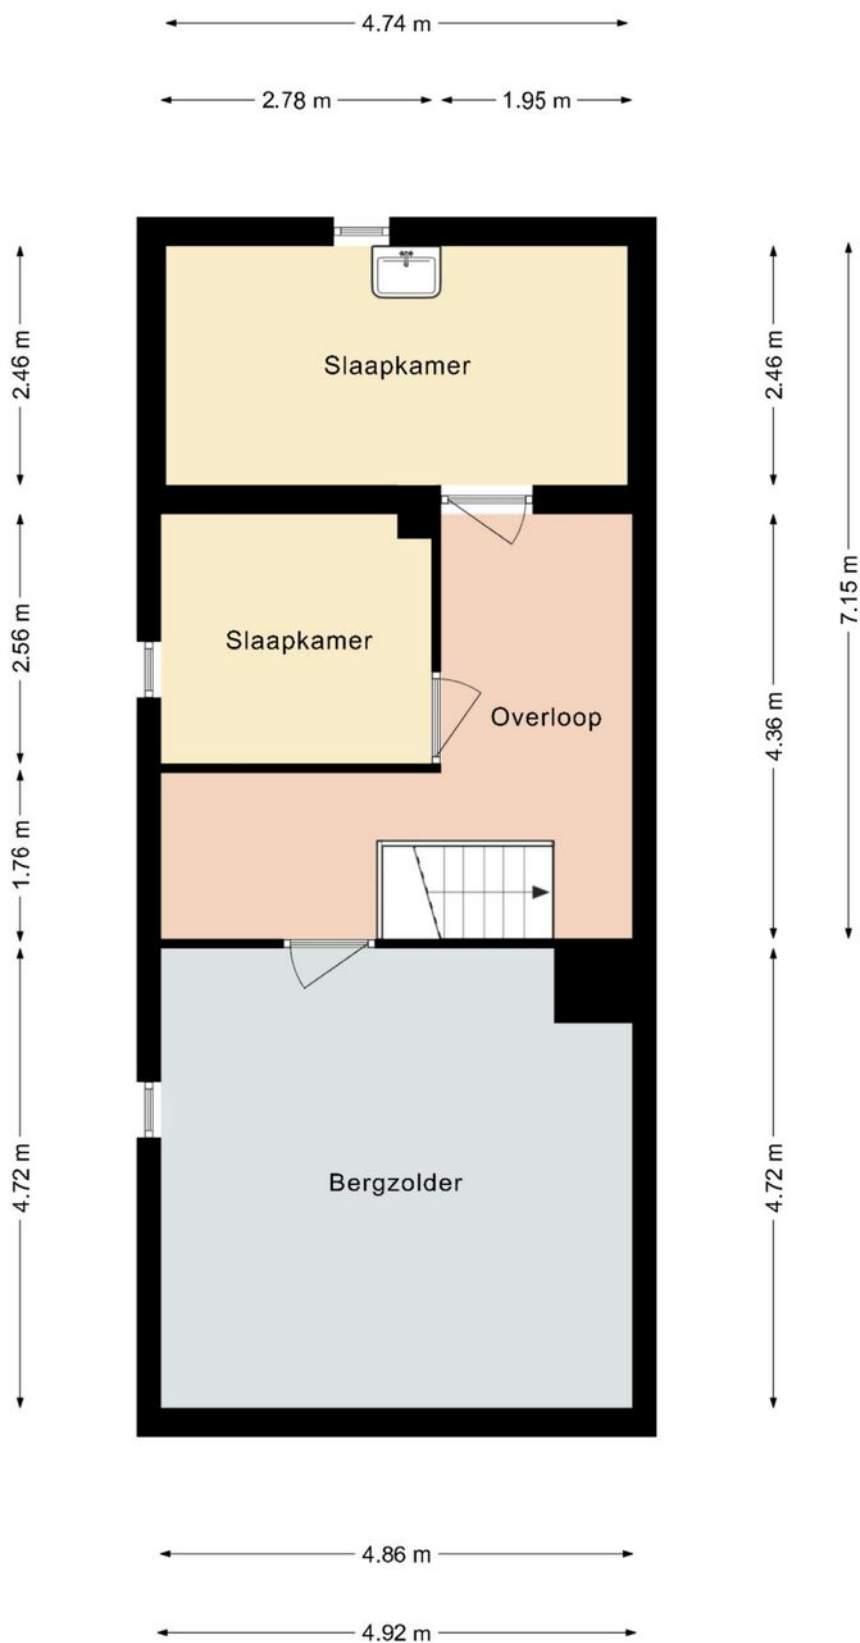 4.74 m
2.78 m
1.95 m
2.46 m
Slaapkamer
2.46 m
7.15 m
2.56 m
Slaapkamer
Overloop
4.36 m
1.76 m
4.72 m
Bergzolder
4.72 m
4.86 m
4.92 m